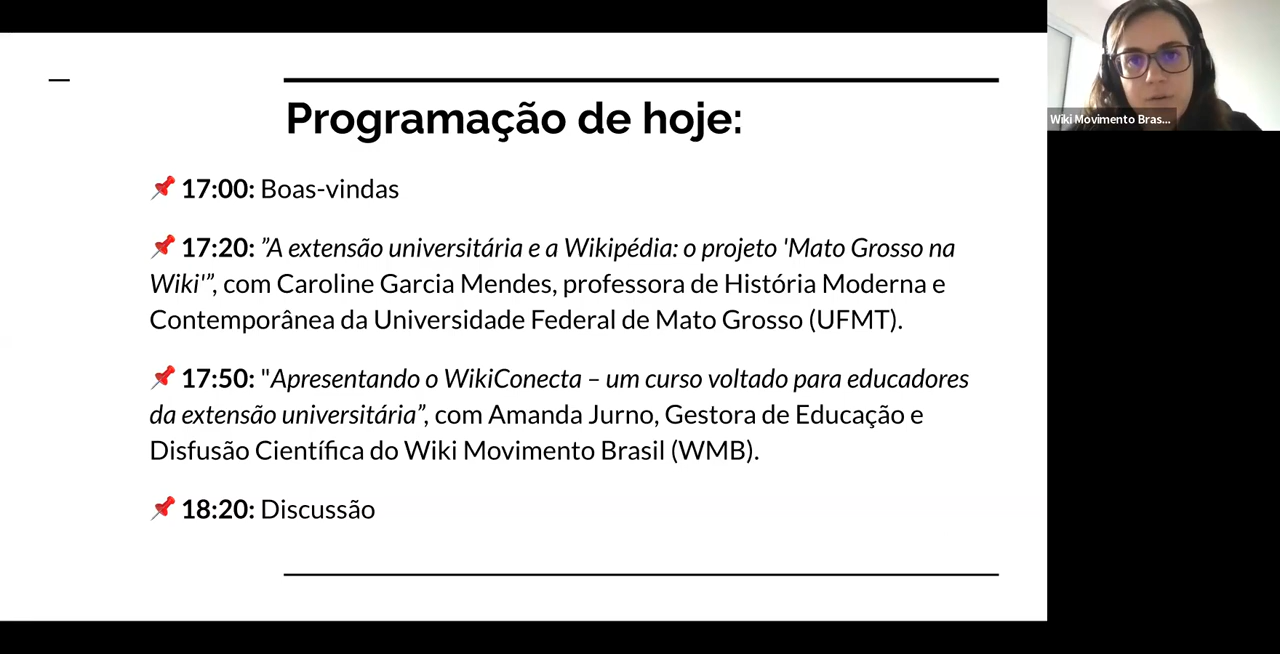 Programação de hoje:
📌 17:00: Boas-vindas
📌 17:20: ”A extensão universitária e a Wikipédia: o projeto 'Mato Grosso na
Wiki'”, com Caroline Garcia Mendes, professora de História Moderna e
Contemporânea da Universidade Federal de Mato Grosso (UFMT).
📌 17:50: "Apresentando o WikiConecta – um curso voltado para educadores
da extensão universitária”, com Amanda Jurno, Gestora de Educação e
Disfusão Científica do Wiki Movimento Brasil (WMB).
📌 18:20: Discussão
Wiki Movimento Bras...